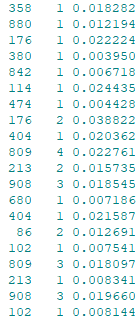 358 1 0.018282
880 1 0.012194
176 1 0.022224
380 1 0.003950
842 1 0.006718
114 1 0.024435
474 1 0.004428
176 2 0.038822
404 1 0.020362
809 4 0.022761
213 2 0.015735
908 3 0.018545
680 1 0.007186
404 1 0.021587
86 2 0.012691
102 1 0.007541
809 3 0.018097
213 1 0.008341
908 3 0.019660
102 1 0.008144